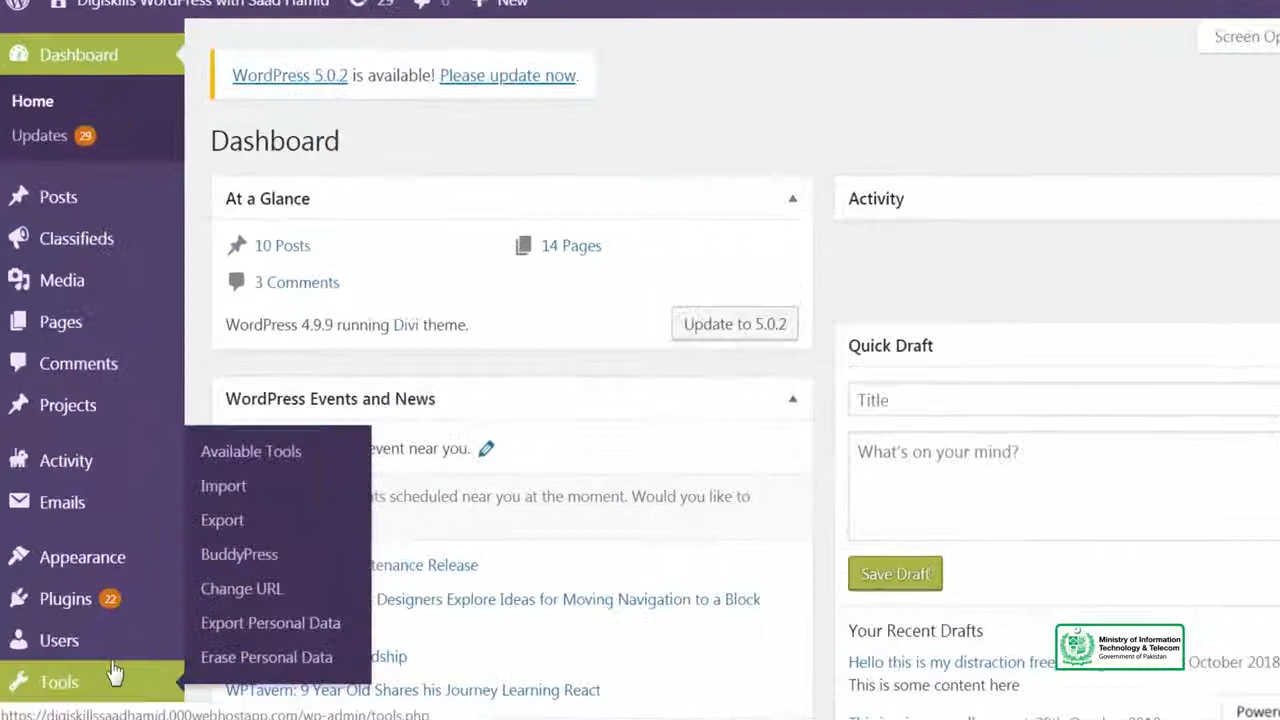 Digiskills WordPress with Saad Hamid 29 New
Dashboard
Screen Op
Home
Updates 29
WordPress 5.0.2 is available! Please update now.
Dashboard
Posts
Classifieds
Media
Pages
Comments
Projects
Activity
Emails
Appearance
Plugins 22
Users
Tools
Available Tools
Import
Export
BuddyPress
Change URL
Export Personal Data
Erase Personal Data
At a Glance
10 Posts
14 Pages
3 Comments
WordPress 4.9.9 running Divi theme.
Update to 5.0.2
WordPress Events and News
event near you.
ts scheduled near you at the moment. Would you like to
tenance Release
Designers Explore Ideas for Moving Navigation to a Block
dship
WPTavern: 9 Year Old Shares his Journey Learning React
Activity
Quick Draft
Title
What's on your mind?
Save Draft
Your Recent Drafts
Hello this is my distraction free October 2018
This is some content here
Ministry of Information
Technology & Telecom
Government of Pakistan
Power
https://digiskillssaadhamid.000webhostapp.com/wp-admin/tools.php